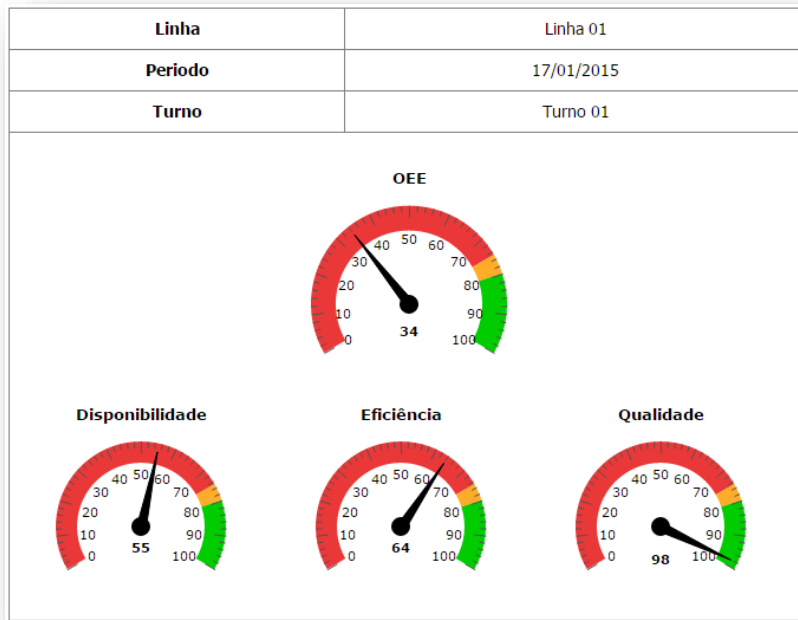 Linha Linha 01
Periodo 17/01/2015
Turno Turno 01
OEE
0 10 20 30 40 50 60 70 80 90 100
34
Disponibilidade Eficiência Qualidade
0 10 20 30 40 50 60 70 80 90 100 0 10 20 30 40 50 60 70 80 90 100 0 10 20 30 40 50 60 70 80 90 100
55 64 98